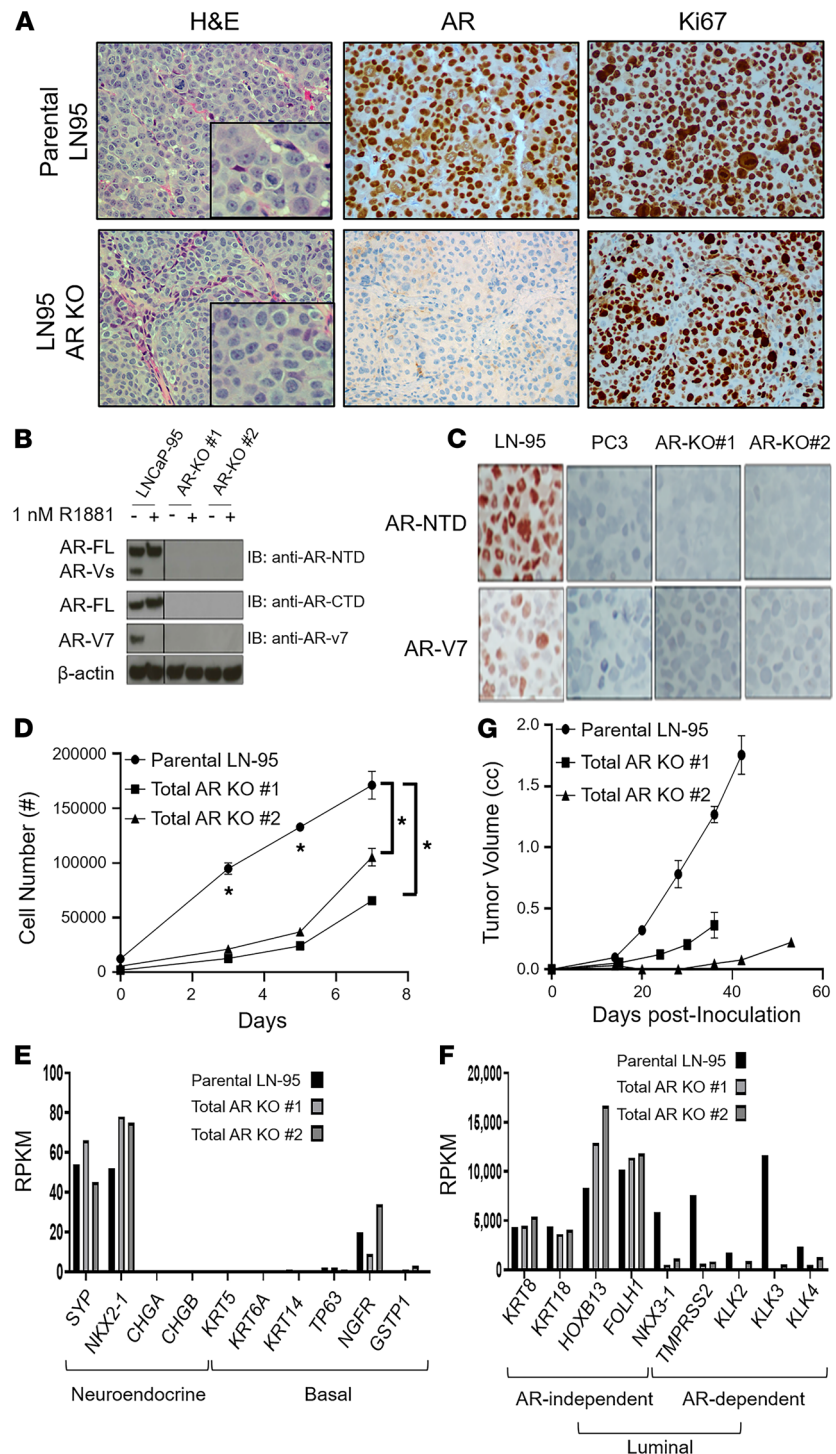 A
H&E
AR
Ki67
Parental
LN95
LN95
AR KO
B
LNCaP-95
AR-KO #1
AR-KO #2
1 nM R1881
- + - + - +
AR-FL
AR-Vs
IB: anti-AR-NTD
AR-FL
IB: anti-AR-CTD
AR-V7
IB: anti-AR-v7
β-actin
C
LN-95
PC3
AR-KO#1
AR-KO#2
AR-NTD
AR-V7
D
200000
150000
100000
50000
0
Cell Number (#)
Parental LN-95
Total AR KO #1
Total AR KO #2
*
*
*
*
0 2 4 6 8
Days
G
2.0
1.5
1.0
0.5
0.0
Tumor Volume (cc)
Parental LN-95
Total AR KO #1
Total AR KO #2
0 20 40 60
Days post-Inoculation
E
100
80
60
40
20
0
RPKM
Parental LN-95
Total AR KO #1
Total AR KO #2
SYP
NKX2-1
CHGA
CHGB
KRT5
KRT6A
KRT14
TP63
NGFR
GSTP1
Neuroendocrine
Basal
F
20,000
15,000
10,000
5,000
0
RPKM
Parental LN-95
Total AR KO #1
Total AR KO #2
KRT8
KRT18
HOXB13
FOLH1
NKX3-1
TMPRSS2
KLK2
KLK3
KLK4
AR-independent
AR-dependent
Luminal